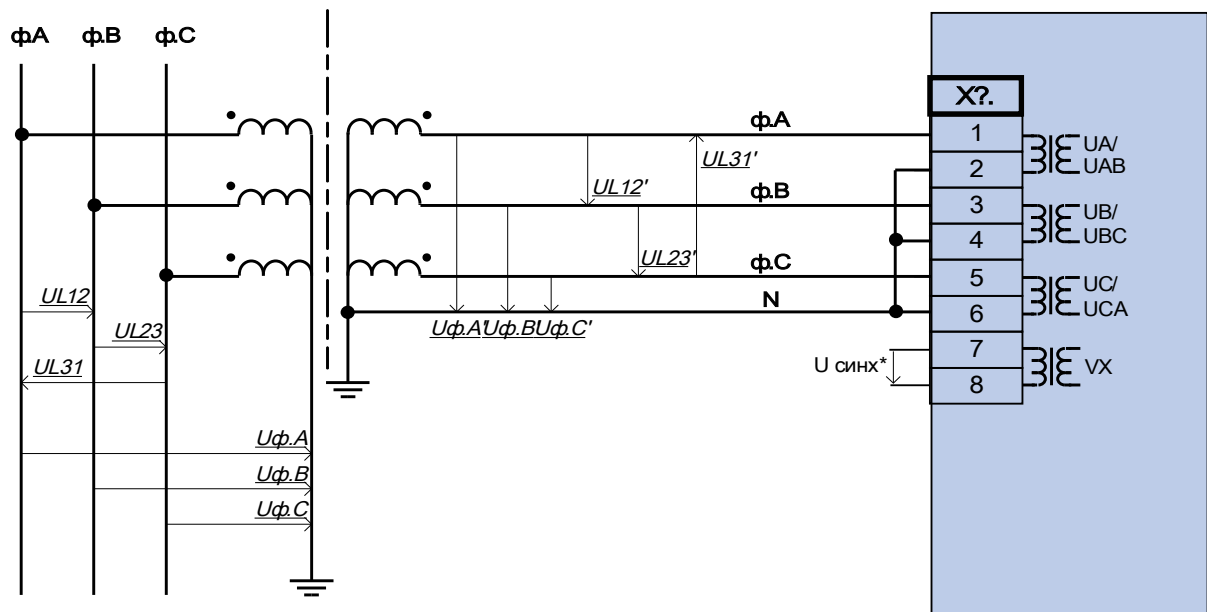 ф.A ф.B ф.C
X?.
ф.A
1
UA/
UAB
2
UL31'
UL12'
ф.B
3
UB/
UBC
4
UL23'
ф.C
5
UC/
UCA
UL12
N
6
UL23
Uф.A' Uф.B' Uф.C'
7
UL31
U синх*
VX
8
Uф.A
Uф.B
Uф.C